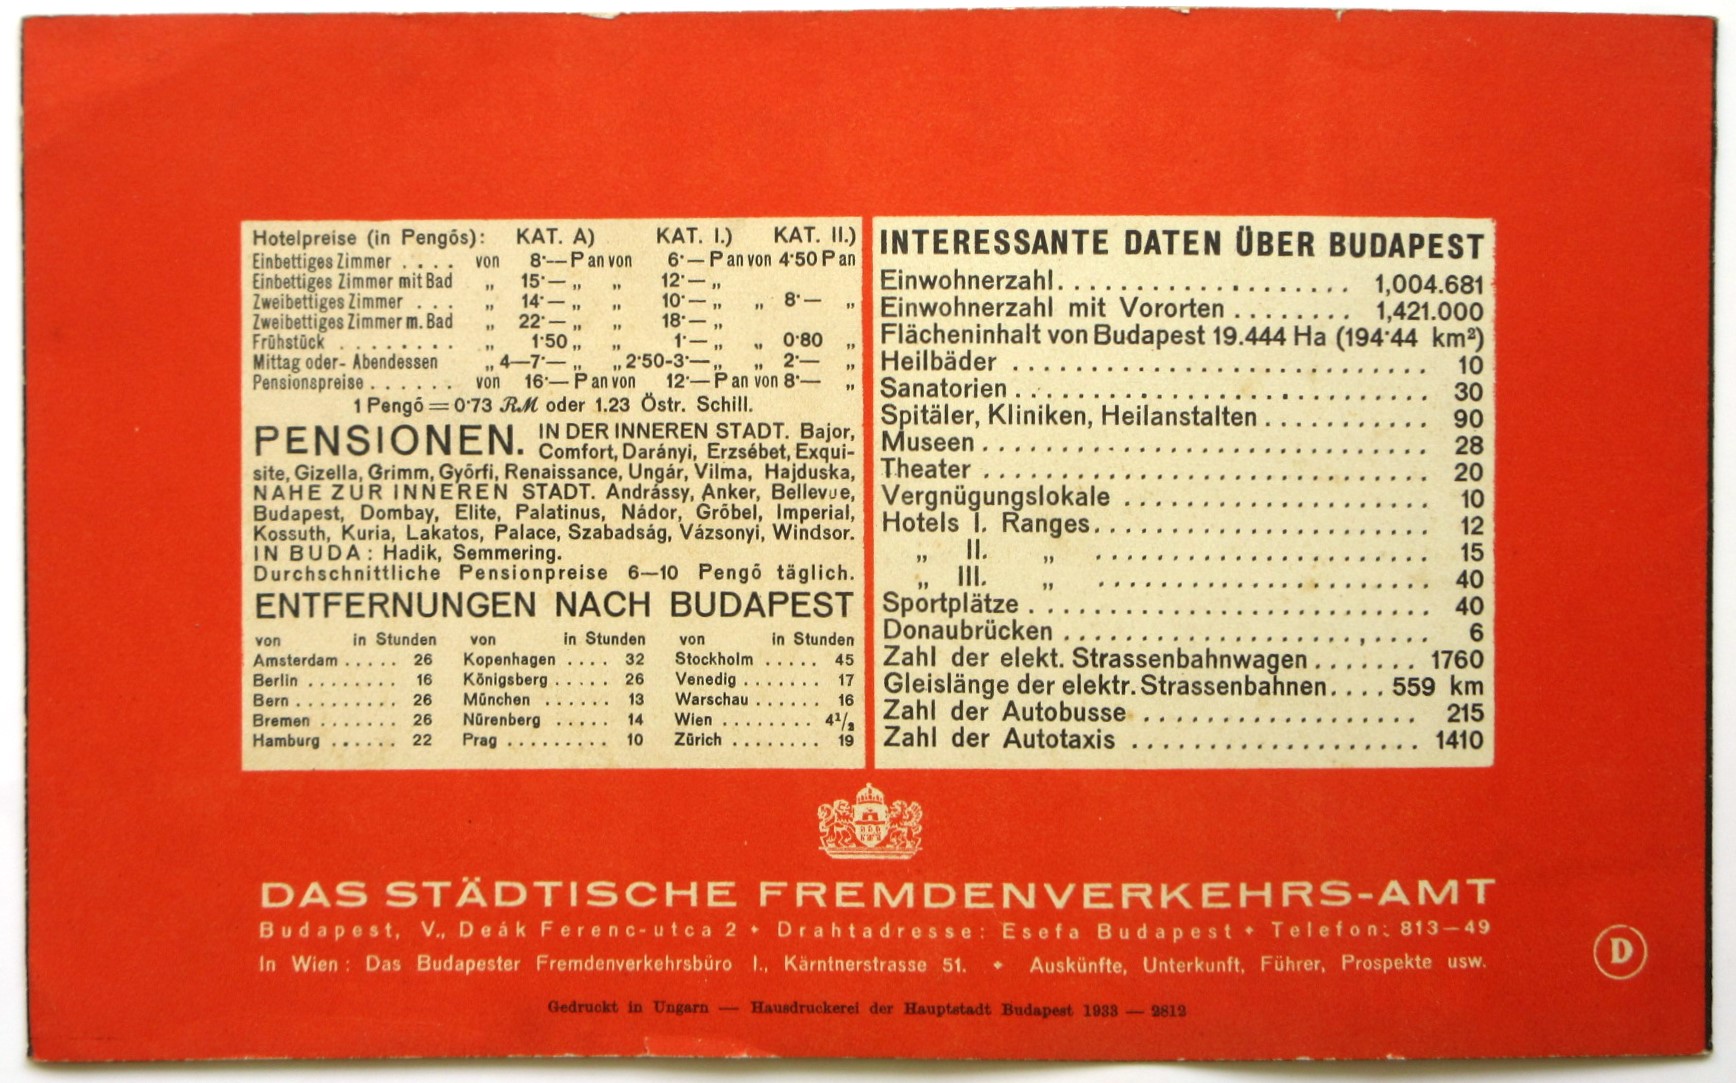 Hotelpreise (in Pengős): KAT. A) KAT. I.) KAT. II.)
Einbettiges Zimmer . . . . von 8·— P an von 6·— P an von 4·50 P an
Einbettiges Zimmer mit Bad „ 15·— „ „ 12·— „
Zweibettiges Zimmer . . . „ 14·— „ „ 10·— „ „ 8·— „
Zweibettiges Zimmer m. Bad „ 22·— „ „ 18·— „
Frühstück . . . . . . . . „ 1·50 „ „ 1·— „ „ 0·80 „
Mittag oder- Abendessen „ 4—7·— „ „ 2·50-3·— „ „ 2·— „
Pensionspreise . . . . . . von 16·— P an von 12·— P an von 8·— „
1 Pengő = 0·73 RM oder 1.23 Östr. Schill.
PENSIONEN. IN DER INNEREN STADT. Bajor,
Comfort, Darányi, Erzsébet, Exqui-
site, Gizella, Grimm, Győrfi, Renaissance, Ungár, Vilma, Hajduska,
NAHE ZUR INNEREN STADT. Andrássy, Anker, Bellevue,
Budapest, Dombay, Elite, Palatinus, Nádor, Grőbel, Imperial,
Kossuth, Kuria, Lakatos, Palace, Szabadság, Vázsonyi, Windsor.
IN BUDA: Hadik, Semmering.
Durchschnittliche Pensionpreise 6—10 Pengő täglich.
ENTFERNUNGEN NACH BUDAPEST
von in Stunden von in Stunden von in Stunden
Amsterdam . . . . . 26 Kopenhagen . . . . 32 Stockholm . . . . . 45
Berlin . . . . . . . . 16 Königsberg . . . . . 26 Venedig . . . . . . . 17
Bern . . . . . . . . . 26 München . . . . . . 13 Warschau . . . . . . 16
Bremen . . . . . . . 26 Nürenberg . . . . . 14 Wien . . . . . . . . 4½
Hamburg . . . . . . 22 Prag . . . . . . . . . 10 Zürich . . . . . . . . 19
INTERESSANTE DATEN ÜBER BUDAPEST
Einwohnerzahl . . . . . . . . . . . . . . . . . . . 1,004.681
Einwohnerzahl mit Vororten . . . . . . . . 1,421.000
Flächeninhalt von Budapest 19.444 Ha (194·44 km²)
Heilbäder . . . . . . . . . . . . . . . . . . . . . . . . . 10
Sanatorien . . . . . . . . . . . . . . . . . . . . . . . . 30
Spitäler, Kliniken, Heilanstalten . . . . . . . . . . . 90
Museen . . . . . . . . . . . . . . . . . . . . . . . . . . 28
Theater . . . . . . . . . . . . . . . . . . . . . . . . . . 20
Vergnügungslokale . . . . . . . . . . . . . . . . . . 10
Hotels I. Ranges . . . . . . . . . . . . . . . . . . . . 12
„ II. „ . . . . . . . . . . . . . . . . . . . . 15
„ III. „ . . . . . . . . . . . . . . . . . . . . 40
Sportplätze . . . . . . . . . . . . . . . . . . . . . . . . 40
Donaubrücken . . . . . . . . . . . . . . . . . . . . . . 6
Zahl der elekt. Strassenbahnwagen . . . . . . . 1760
Gleislänge der elektr. Strassenbahnen . . . . 559 km
Zahl der Autobusse . . . . . . . . . . . . . . . . . 215
Zahl der Autotaxis . . . . . . . . . . . . . . . . . . 1410
DAS STÄDTISCHE FREMDENVERKEHRS-AMT
Budapest, V., Deák Ferenc-utca 2 + Drahtadresse: Esefa Budapest + Telefon: 813—49
In Wien: Das Budapester Fremdenverkehrsbüro I., Kärntnerstrasse 51. + Auskünfte, Unterkunft, Führer, Prospekte usw.
D
Gedruckt in Ungarn — Hausdruckerei der Hauptstadt Budapest 1933 — 2812